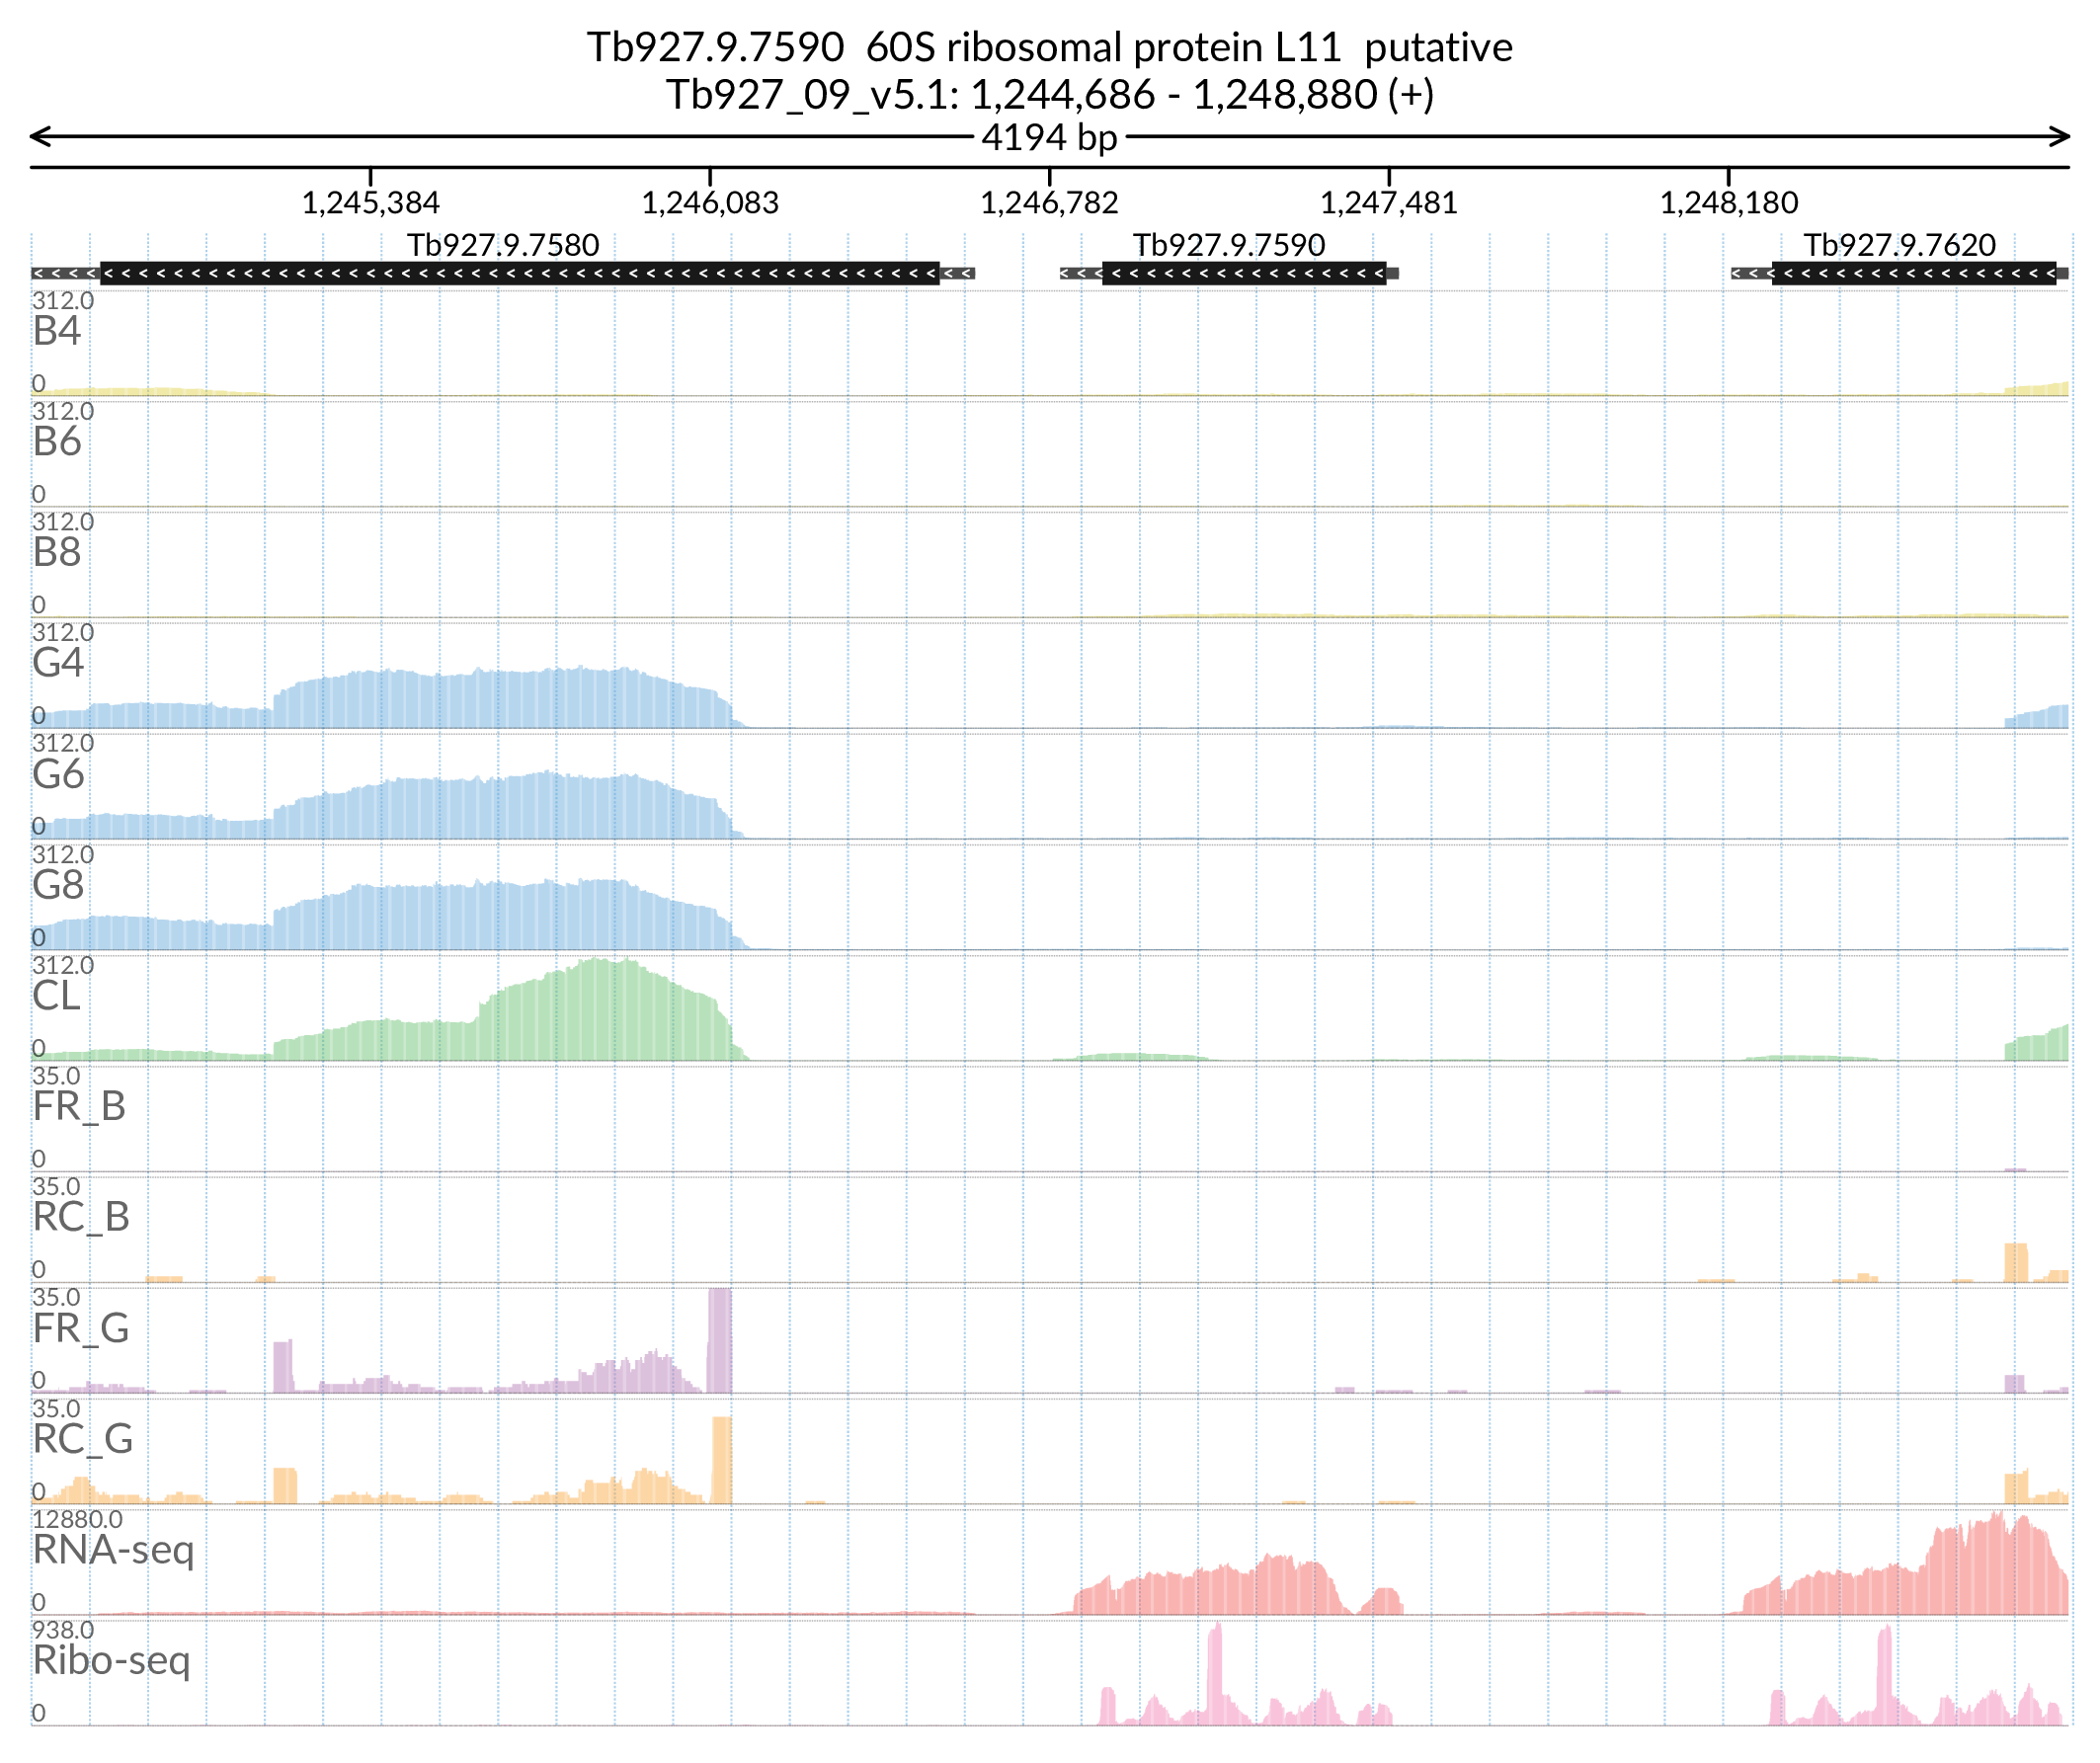 Tb927.9.7590 60S ribosomal protein L11 putative
Tb927_09_v5.1: 1,244,686 - 1,248,880 (+)
4194 bp
1,245,384 1,246,083 1,246,782 1,247,481 1,248,180
Tb927.9.7580 Tb927.9.7590 Tb927.9.7620
312.0
B4
0
312.0
B6
0
312.0
B8
0
312.0
G4
0
312.0
G6
0
312.0
G8
0
312.0
CL
0
35.0
FR_B
0
35.0
RC_B
0
35.0
FR_G
0
35.0
RC_G
0
12880.0
RNA-seq
0
938.0
Ribo-seq
0